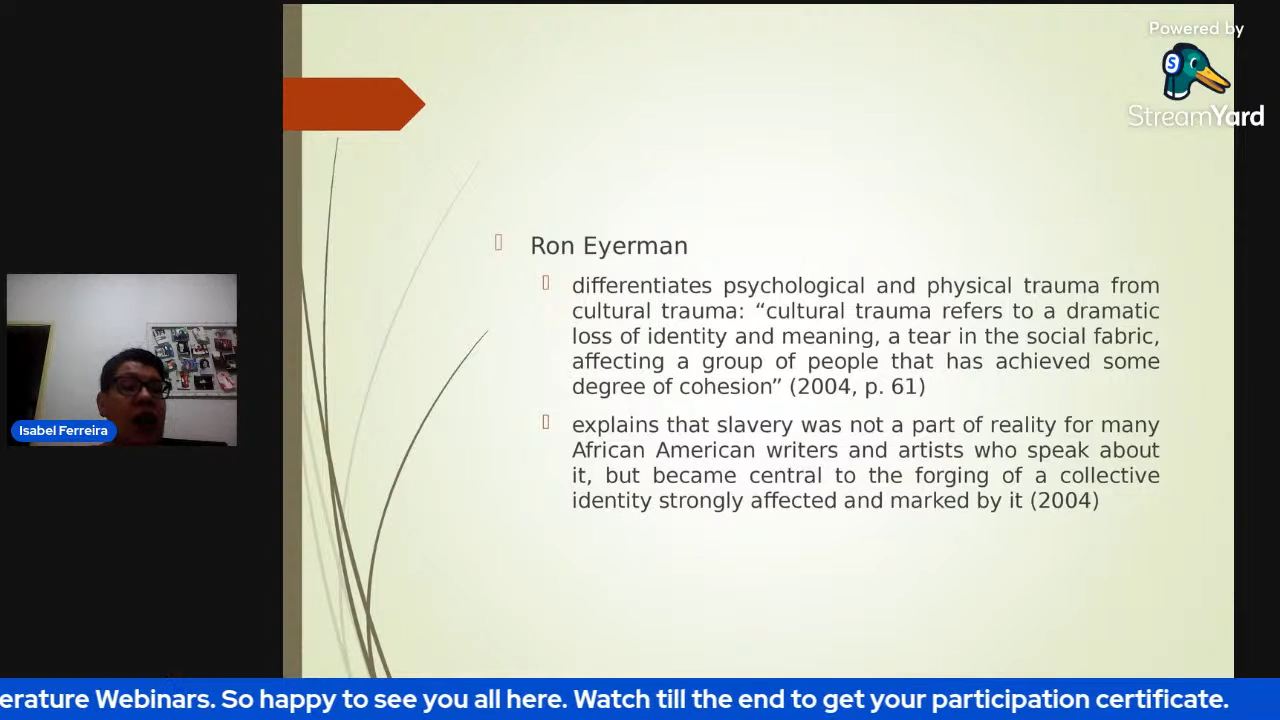 Powered by
S
StreamYard
Ron Eyerman
differentiates psychological and physical trauma from
cultural trauma: “cultural trauma refers to a dramatic
loss of identity and meaning, a tear in the social fabric,
affecting a group of people that has achieved some
degree of cohesion” (2004, p. 61)
explains that slavery was not a part of reality for many
African American writers and artists who speak about
it, but became central to the forging of a collective
identity strongly affected and marked by it (2004)
Isabel Ferreira
erature Webinars. So happy to see you all here. Watch till the end to get your participation certificate.